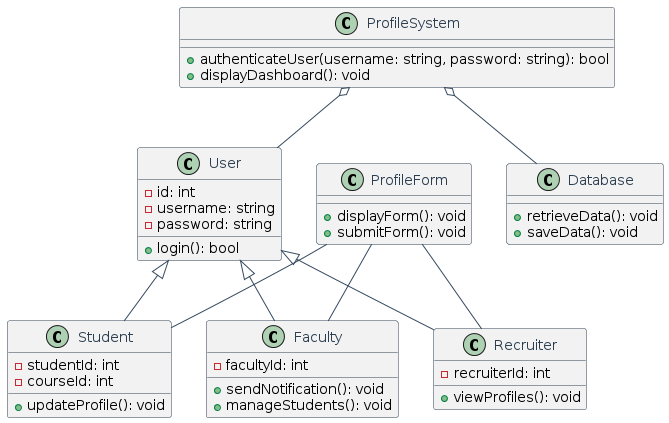 C ProfileSystem
authenticateUser(username: string, password: string): bool
displayDashboard(): void
C User
id: int
username: string
password: string
login(): bool
C ProfileForm
displayForm(): void
submitForm(): void
C Database
retrieveData(): void
saveData(): void
C Student
studentId: int
courseId: int
updateProfile(): void
C Faculty
facultyId: int
sendNotification(): void
manageStudents(): void
C Recruiter
recruiterId: int
viewProfiles(): void